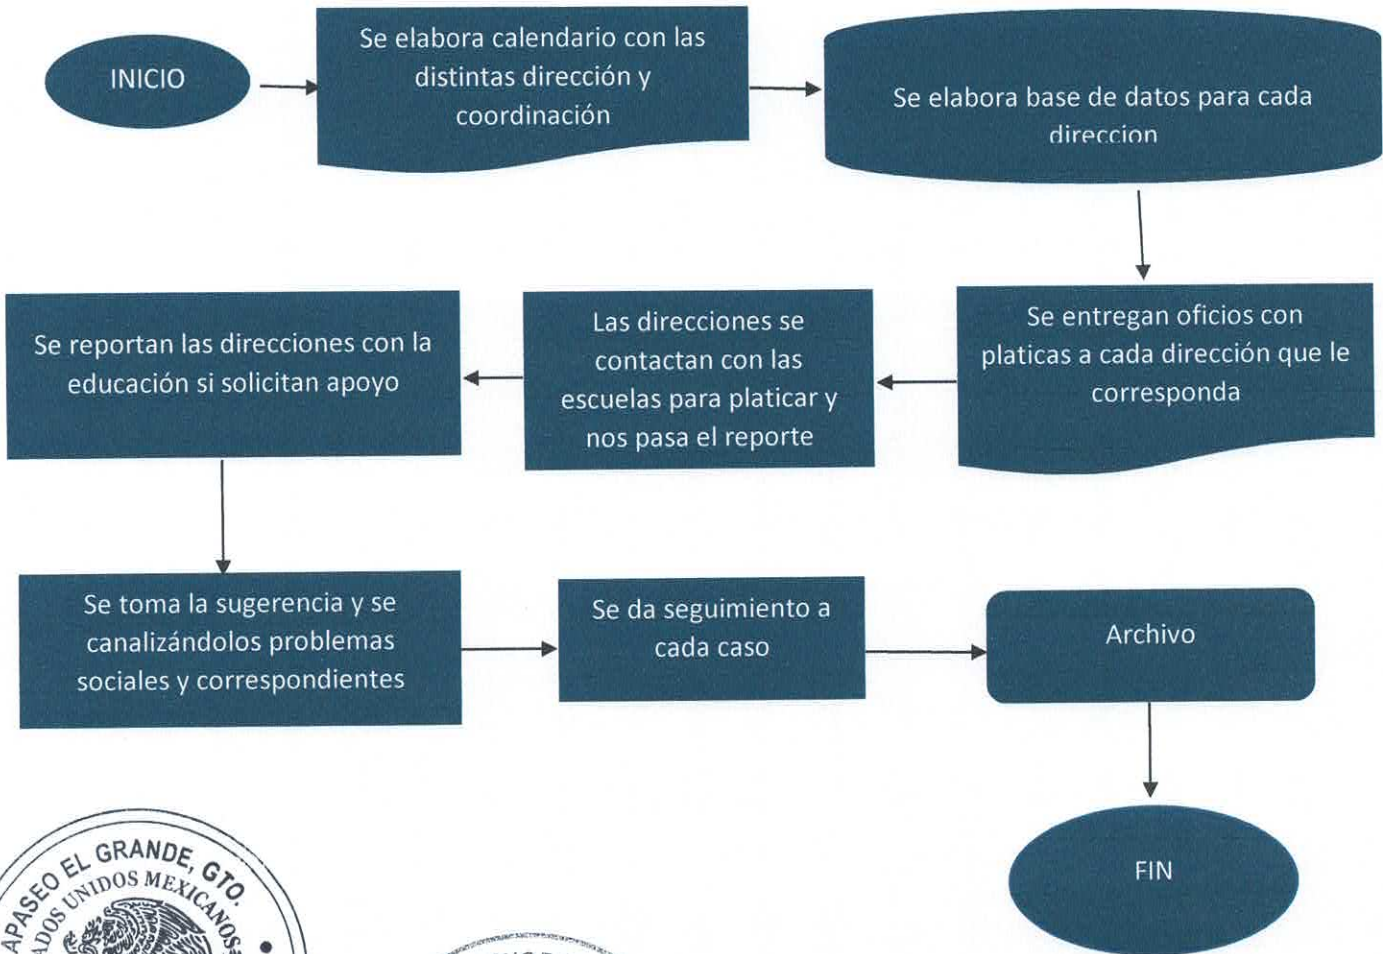 INICIO
Se elabora calendario con las
distintas dirección y
coordinación
Se elabora base de datos para cada
direccion
Se entregan oficios con
platicas a cada dirección que le
corresponda
Las direcciones se
contactan con las
escuelas para platicar y
nos pasa el reporte
Se reportan las direcciones con la
educación si solicitan apoyo
Se toma la sugerencia y se
canalizándolos problemas
sociales y correspondientes
Se da seguimiento a
cada caso
Archivo
FIN
APASEO EL GRANDE, GTO.
UNIDOS MEXICANOS